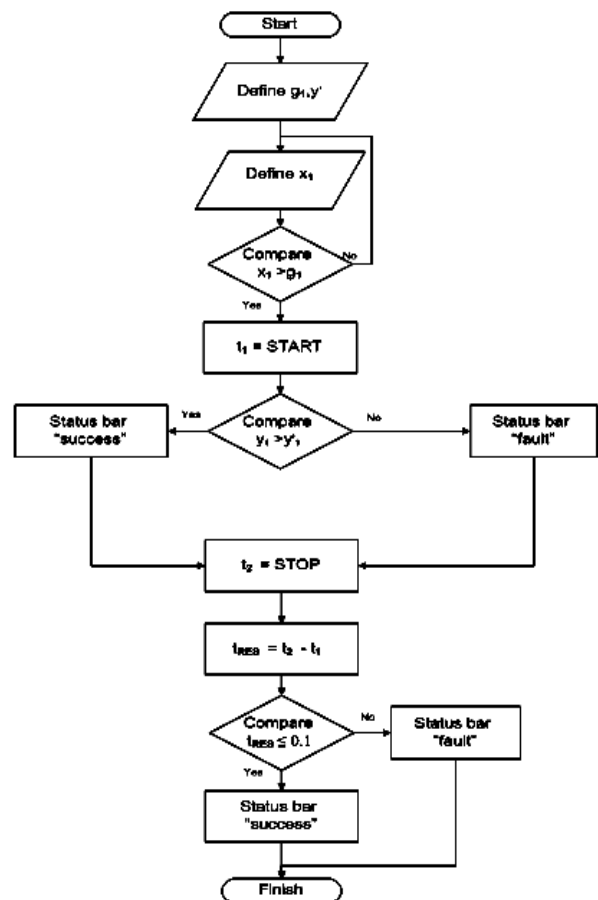 Start
Define g₁,y'
Define x₁
Compare
x₁ >g₁
No
Yes
t₁ = START
Compare
y₁ >y'₁
Yes
No
Status bar
"success"
Status bar
"fault"
t₂ = STOP
tRES = t₂ - t₁
Compare
tRES ≤ 0.1
No
Yes
Status bar
"fault"
Status bar
"success"
Finish